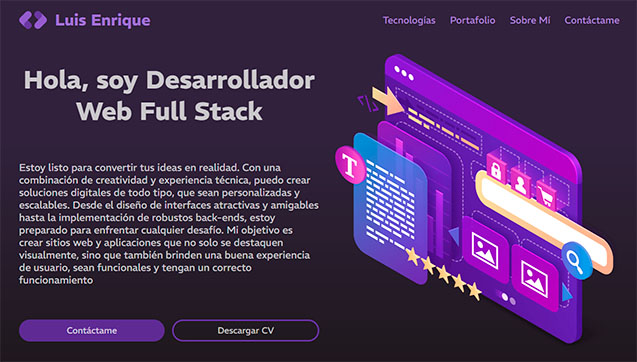 Luis Enrique
Tecnologías Portafolio Sobre Mí Contáctame
Hola, soy Desarrollador
Web Full Stack
Estoy listo para convertir tus ideas en realidad. Con una
combinación de creatividad y experiencia técnica, puedo crear
soluciones digitales de todo tipo, que sean personalizadas y
escalables. Desde el diseño de interfaces atractivas y amigables
hasta la implementación de robustos back-ends, estoy
preparado para enfrentar cualquier desafío. Mi objetivo es
crear sitios web y aplicaciones que no solo se destaquen
visualmente, sino que también brinden una buena experiencia
de usuario, sean funcionales y tengan un correcto
funcionamiento
Contáctame
Descargar CV
T